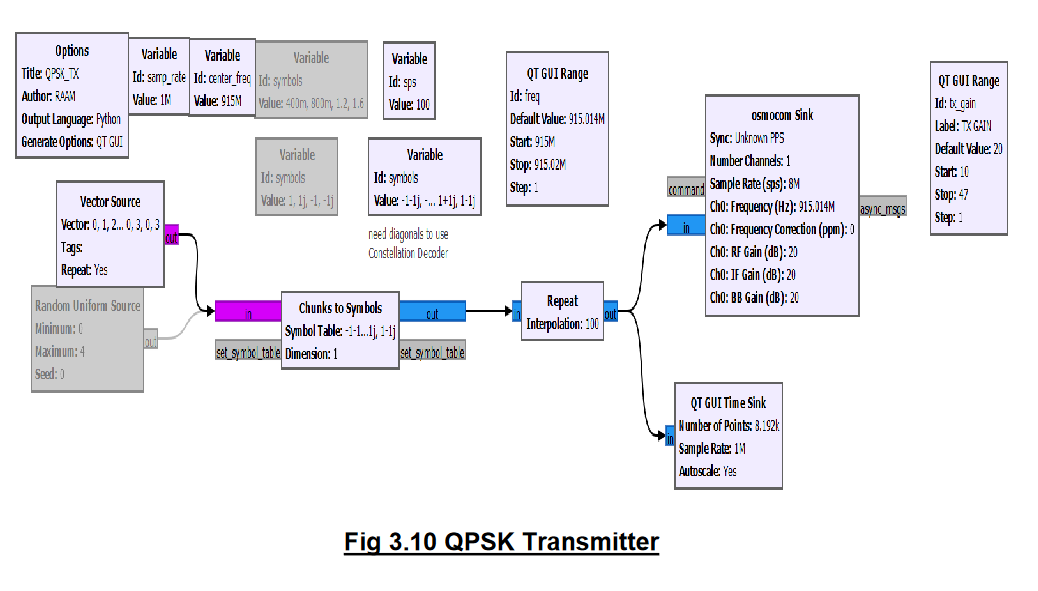 Options
Title: QPSK_TX
Author: RAAM
Output Language: Python
Generate Options: QT GUI
Variable
Id: samp_rate
Value: 1M
Variable
Id: center_freq
Value: 915M
Variable
Id: symbols
Value: 400m, 800m, 1.2, 1.6
Variable
Id: sps
Value: 100
Variable
Id: symbols
Value: 1, 1j, -1, -1j
Variable
Id: symbols
Value: -1-1j, -... 1+1j, 1-1j
need diagonals to use
Constellation Decoder
QT GUI Range
Id: freq
Default Value: 915.014M
Start: 915M
Stop: 915.02M
Step: 1
osmocom Sink
Sync: Unknown PPS
Number Channels: 1
Sample Rate (sps): 8M
Ch0: Frequency (Hz): 915.014M
Ch0: Frequency Correction (ppm): 0
Ch0: RF Gain (dB): 20
Ch0: IF Gain (dB): 20
Ch0: BB Gain (dB): 20
command
in
async_msgs
QT GUI Range
Id: tx_gain
Label: TX GAIN
Default Value: 20
Start: 10
Stop: 47
Step: 1
Vector Source
Vector: 0, 1, 2... 0, 3, 0, 3
Tags:
Repeat: Yes
out
Random Uniform Source
Minimum: 0
Maximum: 4
Seed: 0
out
in
set_symbol_table
Chunks to Symbols
Symbol Table: -1-1...1j, 1-1j
Dimension: 1
out
set_symbol_table
in
Repeat
Interpolation: 100
out
in
QT GUI Time Sink
Number of Points: 8.192k
Sample Rate: 1M
Autoscale: Yes
Fig 3.10 QPSK Transmitter